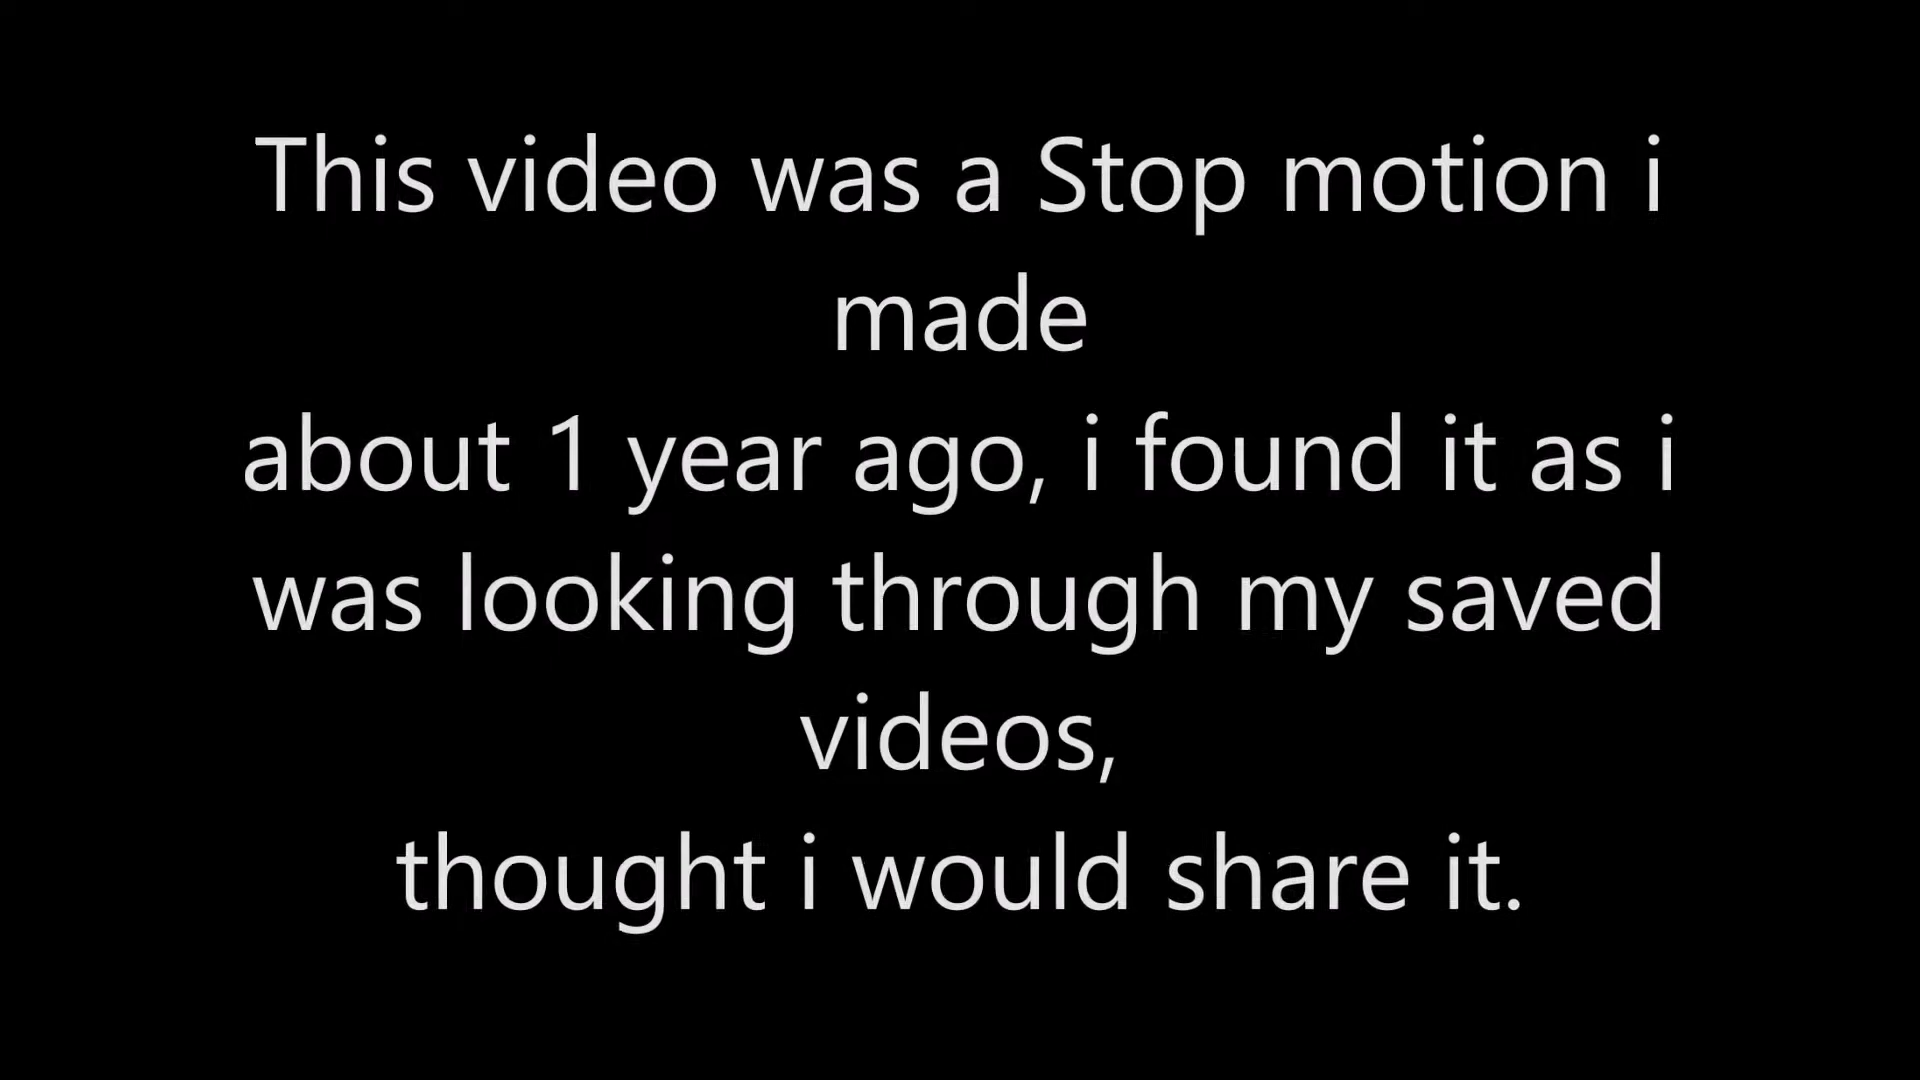 This video was a Stop motion i
made
about 1 year ago, i found it as i
was looking through my saved
videos,
thought i would share it.